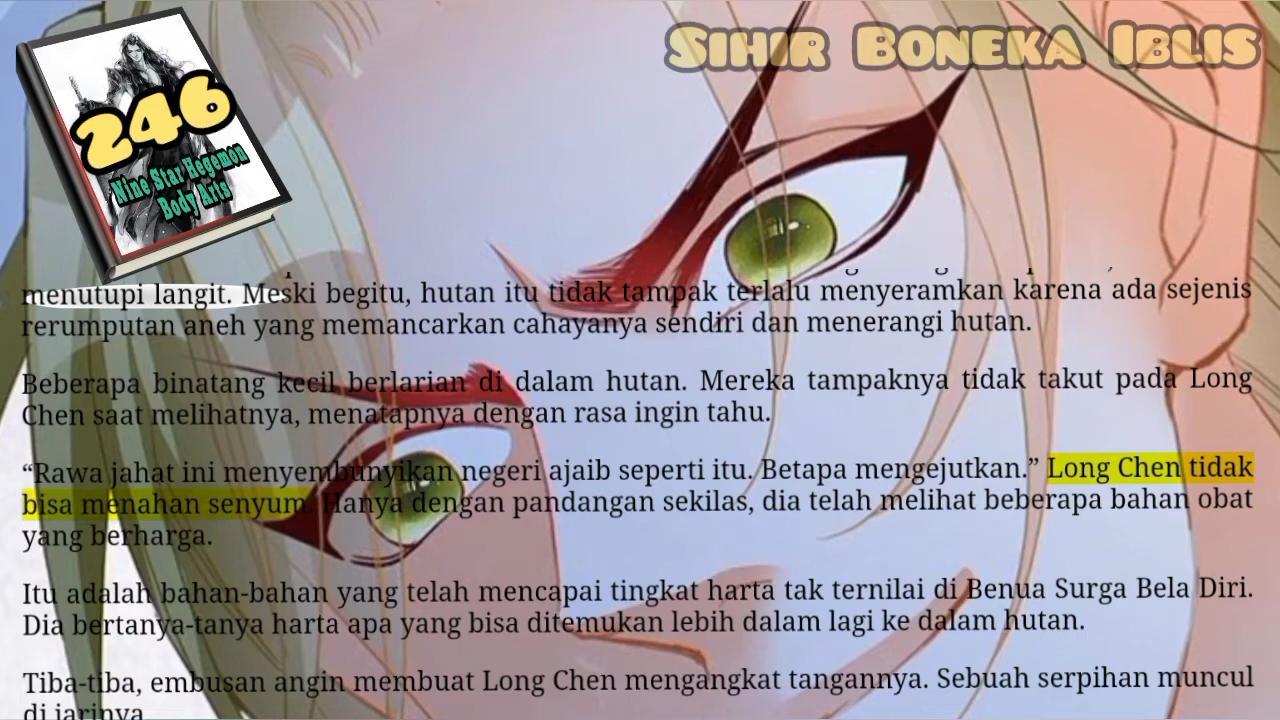 Sihir Boneka Iblis
246
Nine Star Hegemon
Body Arts
menutupi langit. Meski begitu, hutan itu tidak tampak terlalu menyeramkan karena ada sejenis
rerumputan aneh yang memancarkan cahayanya sendiri dan menerangi hutan.
Beberapa binatang kecil berlarian di dalam hutan. Mereka tampaknya tidak takut pada Long
Chen saat melihatnya, menatapnya dengan rasa ingin tahu.
“Rawa jahat ini menyembunyikan negeri ajaib seperti itu. Betapa mengejutkan.” Long Chen tidak
bisa menahan senyum. Hanya dengan pandangan sekilas, dia telah melihat beberapa bahan obat
yang berharga.
Itu adalah bahan-bahan yang telah mencapai tingkat harta tak ternilai di Benua Surga Bela Diri.
Dia bertanya-tanya harta apa yang bisa ditemukan lebih dalam lagi ke dalam hutan.
Tiba-tiba, embusan angin membuat Long Chen mengangkat tangannya. Sebuah serpihan muncul
di jarinya